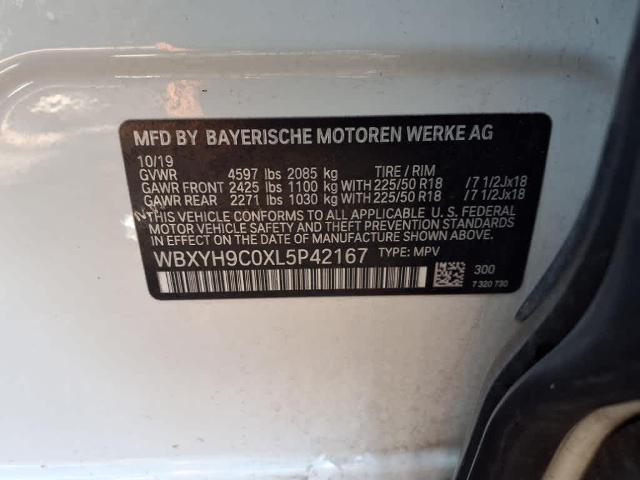 MFD BY BAYERISCHE MOTOREN WERKE AG
10/19
GVWR 4597 lbs 2085 kg TIRE / RIM
GAWR FRONT 2425 lbs 1100 kg WITH 225/50 R18 /7 1/2Jx18
GAWR REAR 2271 lbs 1030 kg WITH 225/50 R18 /7 1/2Jx18
THIS VEHICLE CONFORMS TO ALL APPLICABLE U. S. FEDERAL
MOTOR VEHICLE SAFETY, BUMPER, AND THEFT PREVENTION
STANDARDS IN EFFECT ON THE DATE OF MANUFACTURE SHOWN ABOVE.
WBXYH9C0XL5P42167 TYPE: MPV
300
7 320 730